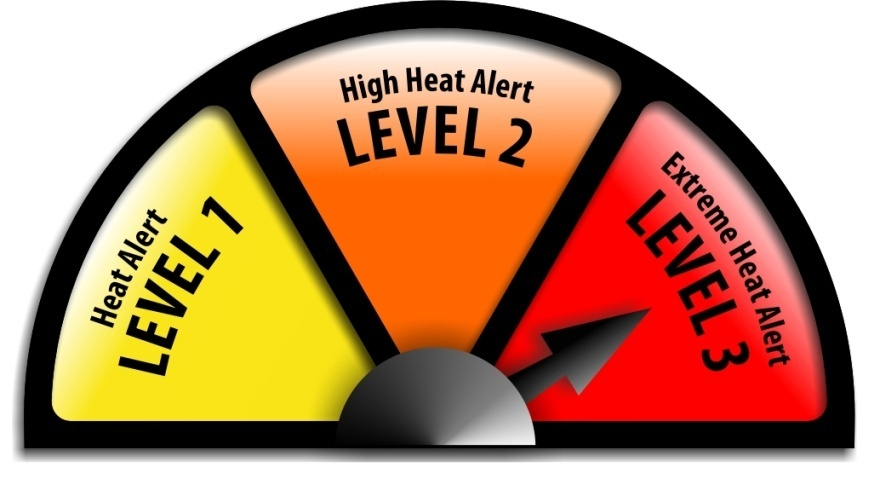 Heat Alert
LEVEL 1
High Heat Alert
LEVEL 2
Extreme Heat Alert
LEVEL 3